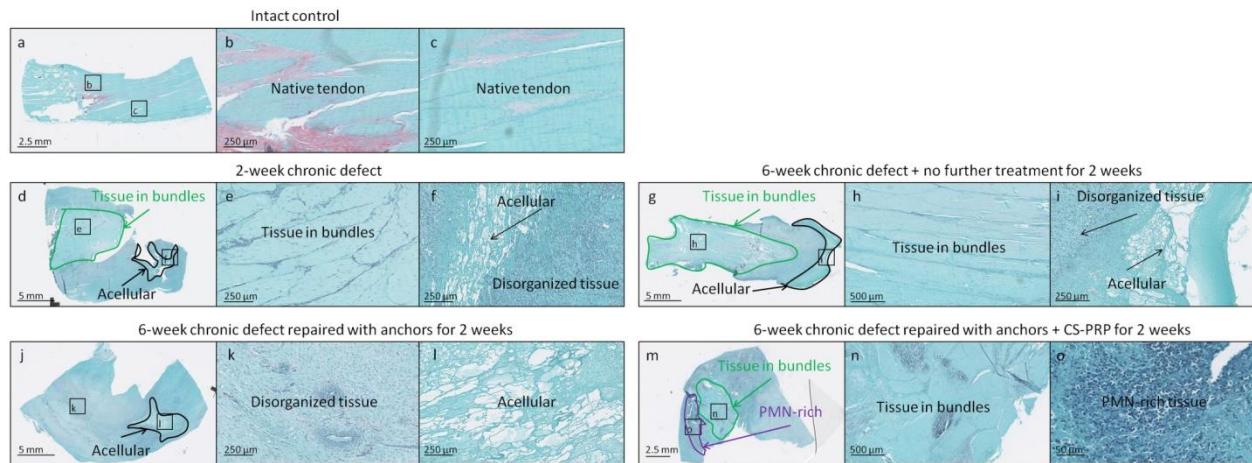 Intact control
a
b
c
2.5 mm
b
Native tendon
250 µm
c
Native tendon
250 µm
2-week chronic defect
d
Tissue in bundles
e
f
Acellular
5 mm
e
Tissue in bundles
250 µm
f
Acellular
Disorganized tissue
250 µm
6-week chronic defect + no further treatment for 2 weeks
g
Tissue in bundles
h
i
Acellular
5 mm
h
Tissue in bundles
500 µm
i
Disorganized tissue
Acellular
250 µm
6-week chronic defect repaired with anchors for 2 weeks
j
k
l
Acellular
5 mm
k
Disorganized tissue
250 µm
l
Acellular
250 µm
6-week chronic defect repaired with anchors + CS-PRP for 2 weeks
m
Tissue in bundles
n
o
PMN-rich
2.5 mm
n
Tissue in bundles
500 µm
o
PMN-rich tissue
50 µm